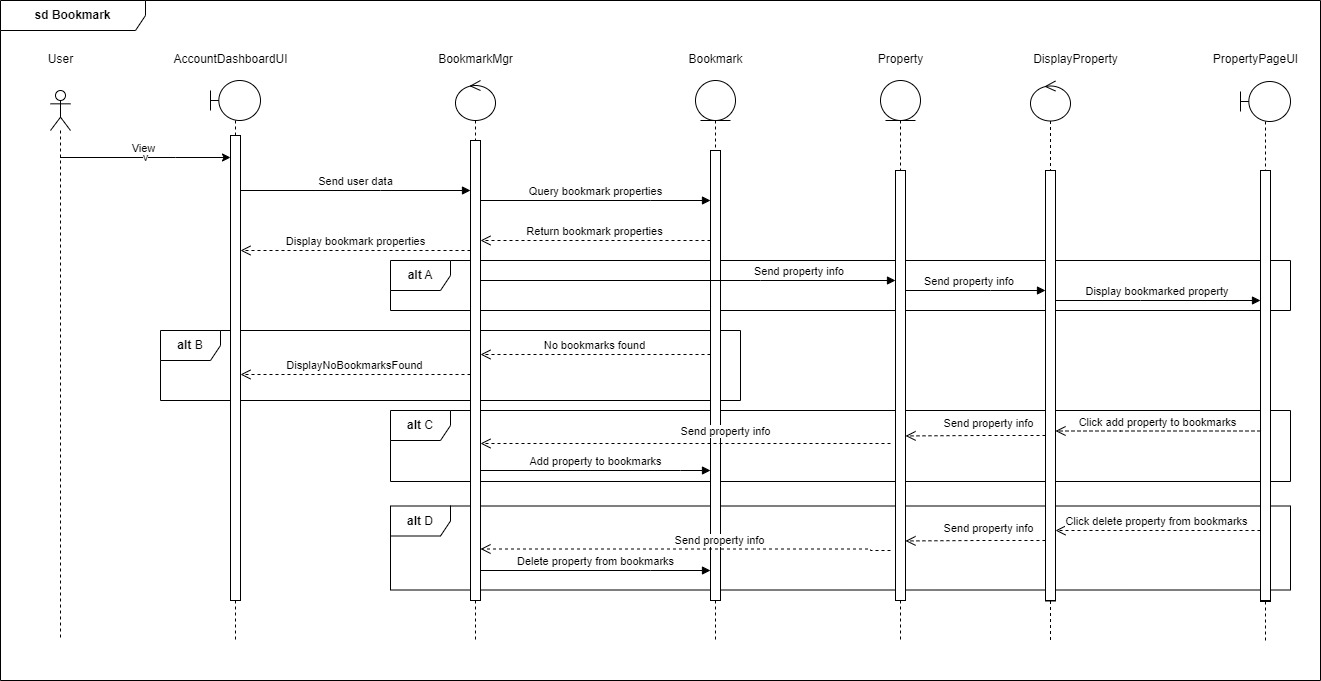 sd Bookmark
User
AccountDashboardUI
BookmarkMgr
Bookmark
Property
DisplayProperty
PropertyPageUI
View
v
Send user data
Query bookmark properties
Return bookmark properties
Display bookmark properties
alt A
Send property info
Send property info
Display bookmarked property
alt B
No bookmarks found
DisplayNoBookmarksFound
alt C
Click add property to bookmarks
Send property info
Send property info
Add property to bookmarks
alt D
Click delete property from bookmarks
Send property info
Send property info
Delete property from bookmarks